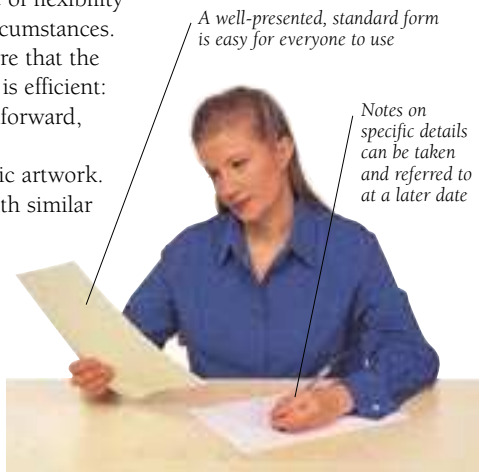 of flexibility
cumstances.
re that the
is efficient:
forward,
ic artwork.
th similar
A well-presented, standard form
is easy for everyone to use
Notes on
specific details
can be taken
and referred to
at a later date